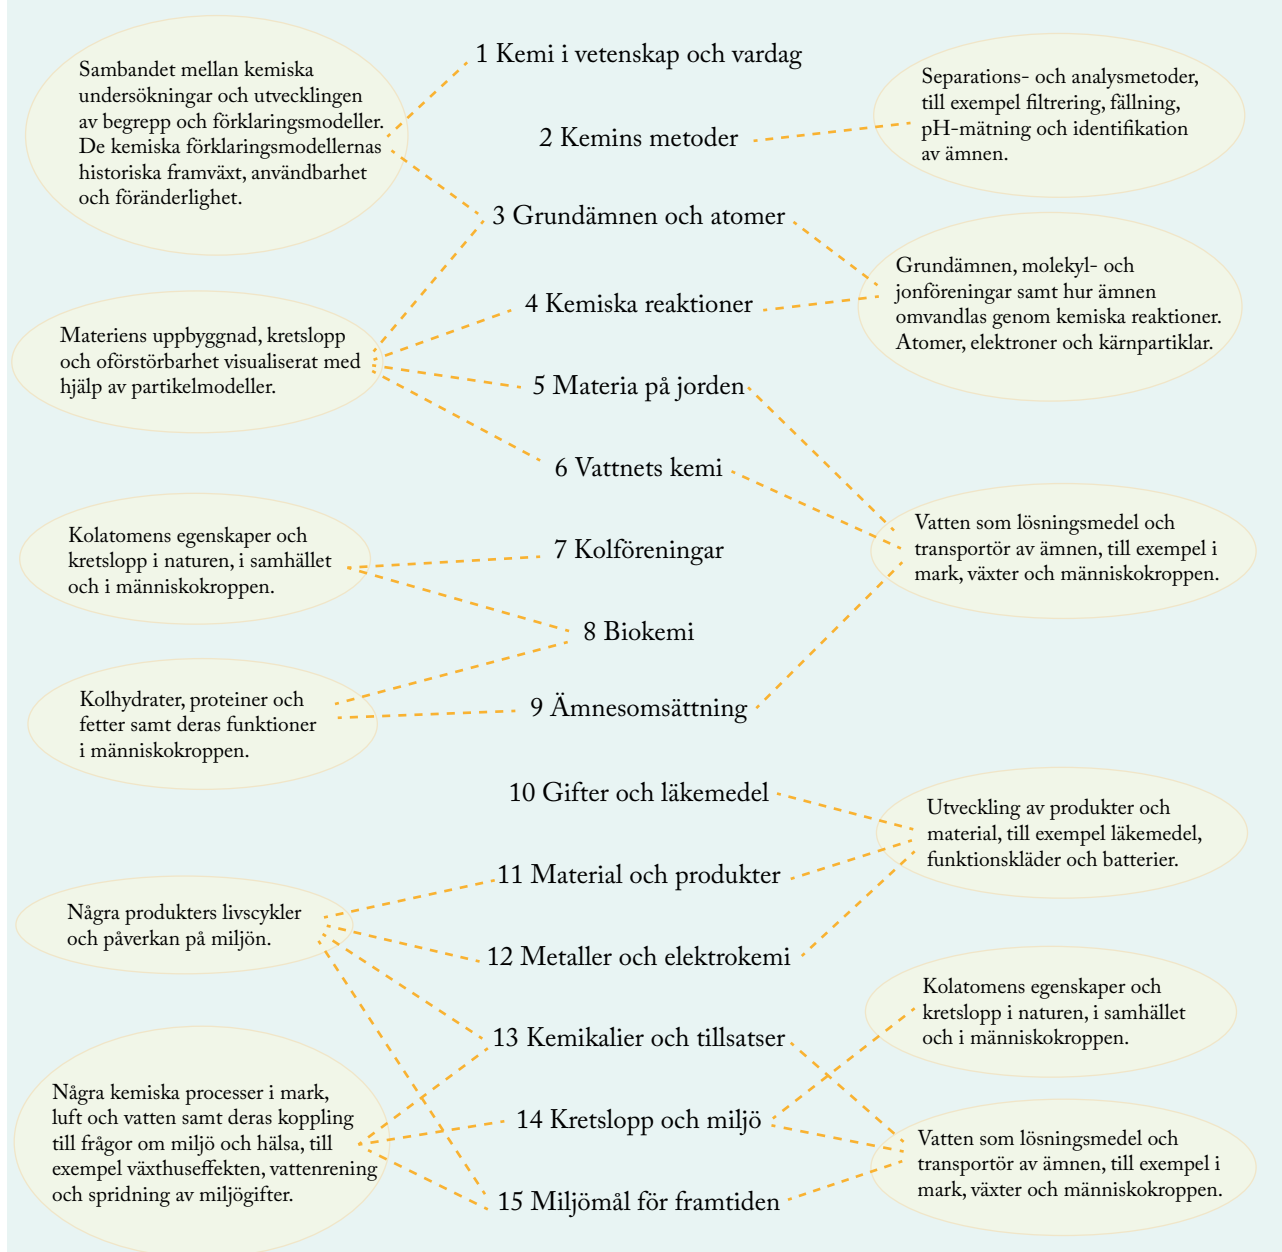 Sambandet mellan kemiska
undersökningar och utvecklingen
av begrepp och förklaringsmodeller.
De kemiska förklaringsmodellernas
historiska framväxt, användbarhet
och föränderlighet.
Materiens uppbyggnad, kretslopp
och oförstörbarhet visualiserat med
hjälp av partikelmodeller.
Kolatomens egenskaper och
kretslopp i naturen, i samhället
och i människokroppen.
Kolhydrater, proteiner och
fetter samt deras funktioner
i människokroppen.
Några produkters livscykler
och påverkan på miljön.
Några kemiska processer i mark,
luft och vatten samt deras koppling
till frågor om miljö och hälsa, till
exempel växthuseffekten, vattenrening
och spridning av miljögifter.
1 Kemi i vetenskap och vardag
2 Kemins metoder
3 Grundämnen och atomer
4 Kemiska reaktioner
5 Materia på jorden
6 Vattnets kemi
7 Kolföreningar
8 Biokemi
9 Ämnesomsättning
10 Gifter och läkemedel
11 Material och produkter
12 Metaller och elektrokemi
13 Kemikalier och tillsatser
14 Kretslopp och miljö
15 Miljömål för framtiden
Separations- och analysmetoder,
till exempel filtrering, fällning,
pH-mätning och identifikation
av ämnen.
Grundämnen, molekyl- och
jonföreningar samt hur ämnen
omvandlas genom kemiska reaktioner.
Atomer, elektroner och kärnpartiklar.
Vatten som lösningsmedel och
transportör av ämnen, till exempel i
mark, växter och människokroppen.
Utveckling av produkter och
material, till exempel läkemedel,
funktionskläder och batterier.
Kolatomens egenskaper och
kretslopp i naturen, i samhället
och i människokroppen.
Vatten som lösningsmedel och
transportör av ämnen, till exempel i
mark, växter och människokroppen.